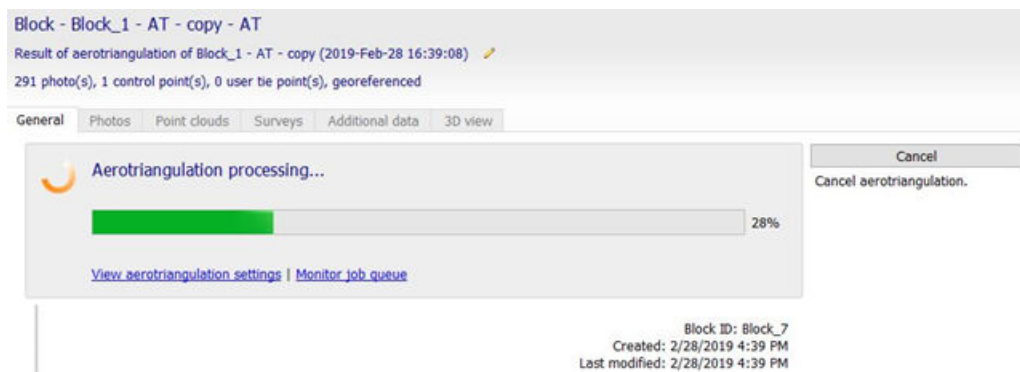 Block - Block_1 - AT - copy - AT
Result of aerotriangulation of Block_1 - AT - copy (2019-Feb-28 16:39:08)
291 photo(s), 1 control point(s), 0 user tie point(s), georeferenced
General Photos Point clouds Surveys Additional data 3D view
Aerotriangulation processing...
28%
View aerotriangulation settings | Monitor job queue
Cancel
Cancel aerotriangulation.
Block ID: Block_7
Created: 2/28/2019 4:39 PM
Last modified: 2/28/2019 4:39 PM